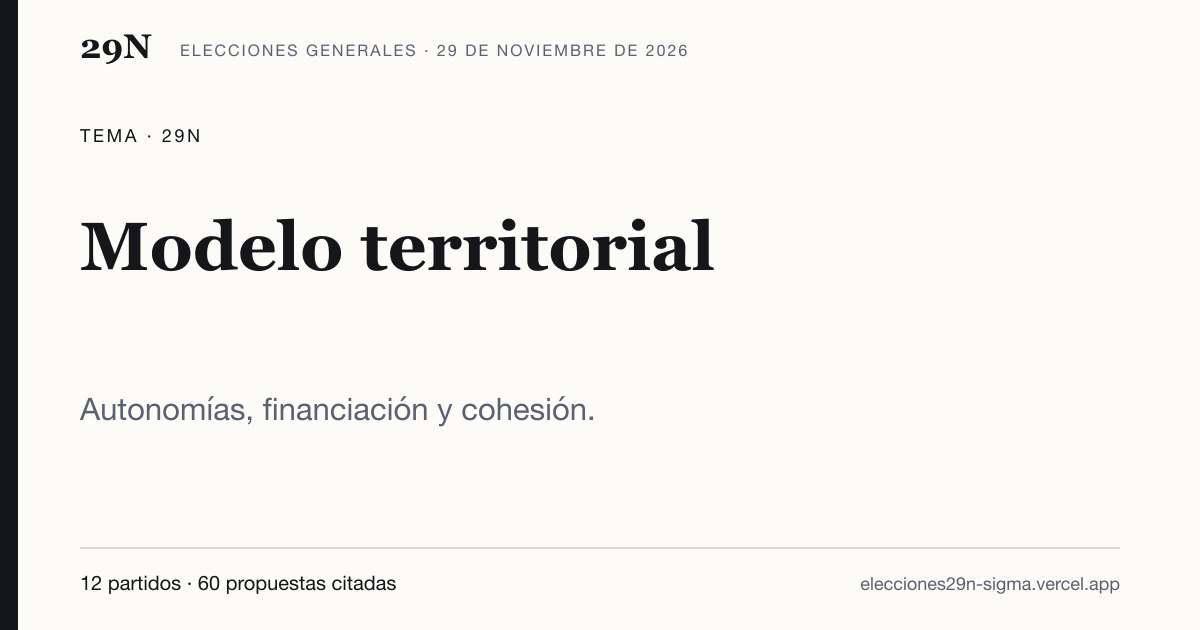 29N ELECCIONES GENERALES · 29 DE NOVIEMBRE DE 2026
TEMA · 29N
Modelo territorial
Autonomías, financiación y cohesión.
12 partidos · 60 propuestas citadas
elecciones29n-sigma.vercel.app